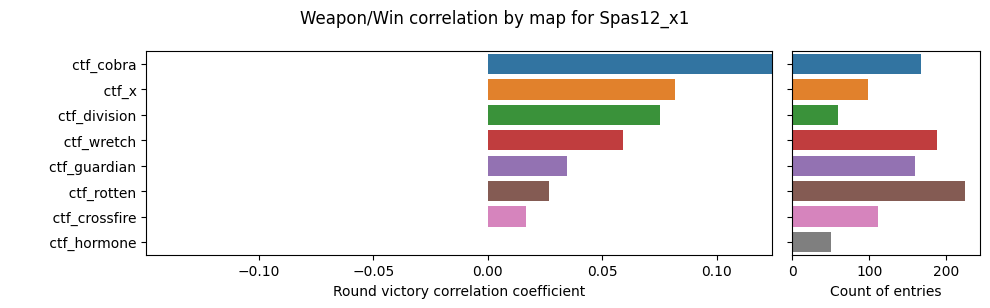 Weapon/Win correlation by map for Spas12_x1
ctf_cobra
ctf_x
ctf_division
ctf_wretch
ctf_guardian
ctf_rotten
ctf_crossfire
ctf_hormone
−0.10 −0.05 0.00 0.05 0.10
0 100 200
Round victory correlation coefficient
Count of entries